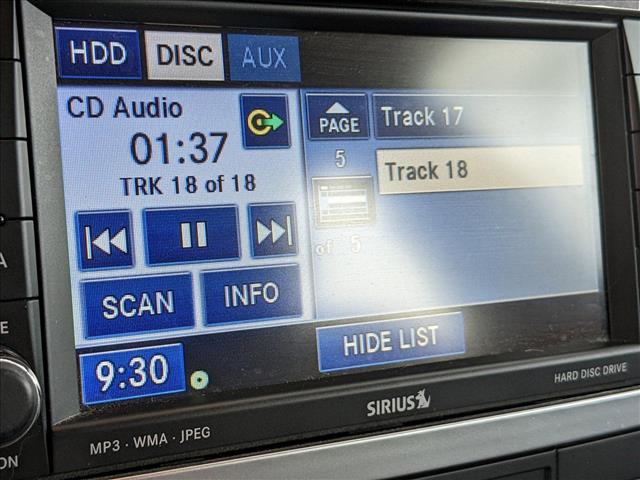 HDD DISC AUX
CD Audio
01:37
TRK 18 of 18
SCAN INFO
PAGE
5
of 5
Track 17
Track 18
HIDE LIST
9:30
SIRIUS
HARD DISC DRIVE
MP3 · WMA · JPEG